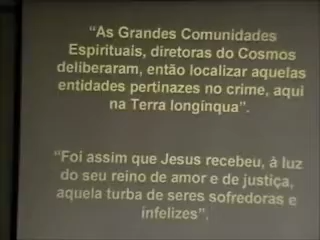 "As Grandes Comunidades
Espirituais, diretoras do Cosmos
deliberaram, então localizar aquelas
entidades pertinazes no crime, aqui
na Terra longínqua".
"Foi assim que Jesus recebeu, á luz
do seu reino de amor e de justiça,
aquela turba de seres sofredoras e
infelizes".